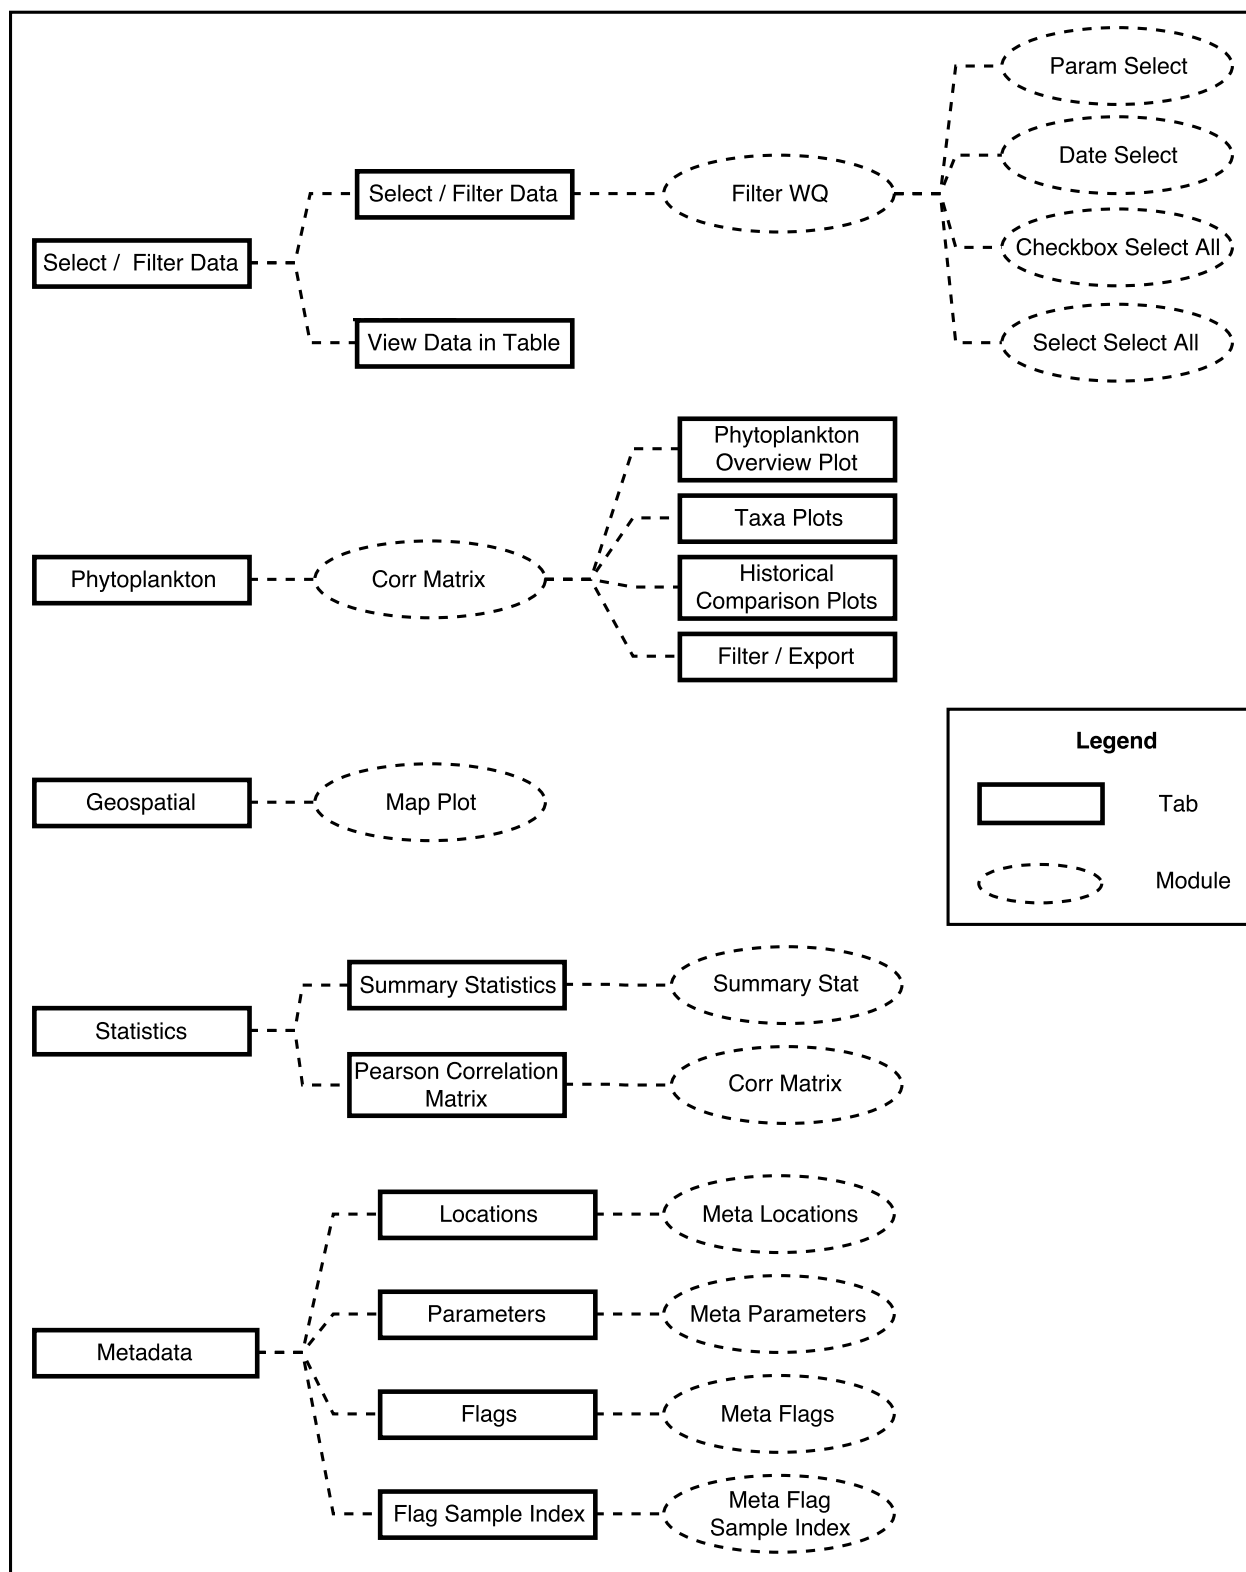 Param Select
Date Select
Select / Filter Data
Filter WQ
Checkbox Select All
Select /  Filter Data
View Data in Table
Select Select All
Phytoplankton
Overview Plot
Taxa Plots
Phytoplankton
Corr Matrix
Historical
Comparison Plots
Filter / Export
Legend
Tab
Module
Geospatial
Map Plot
Summary Statistics
Summary Stat
Statistics
Pearson Correlation
Matrix
Corr Matrix
Locations
Meta Locations
Parameters
Meta Parameters
Metadata
Flags
Meta Flags
Flag Sample Index
Meta Flag
Sample Index